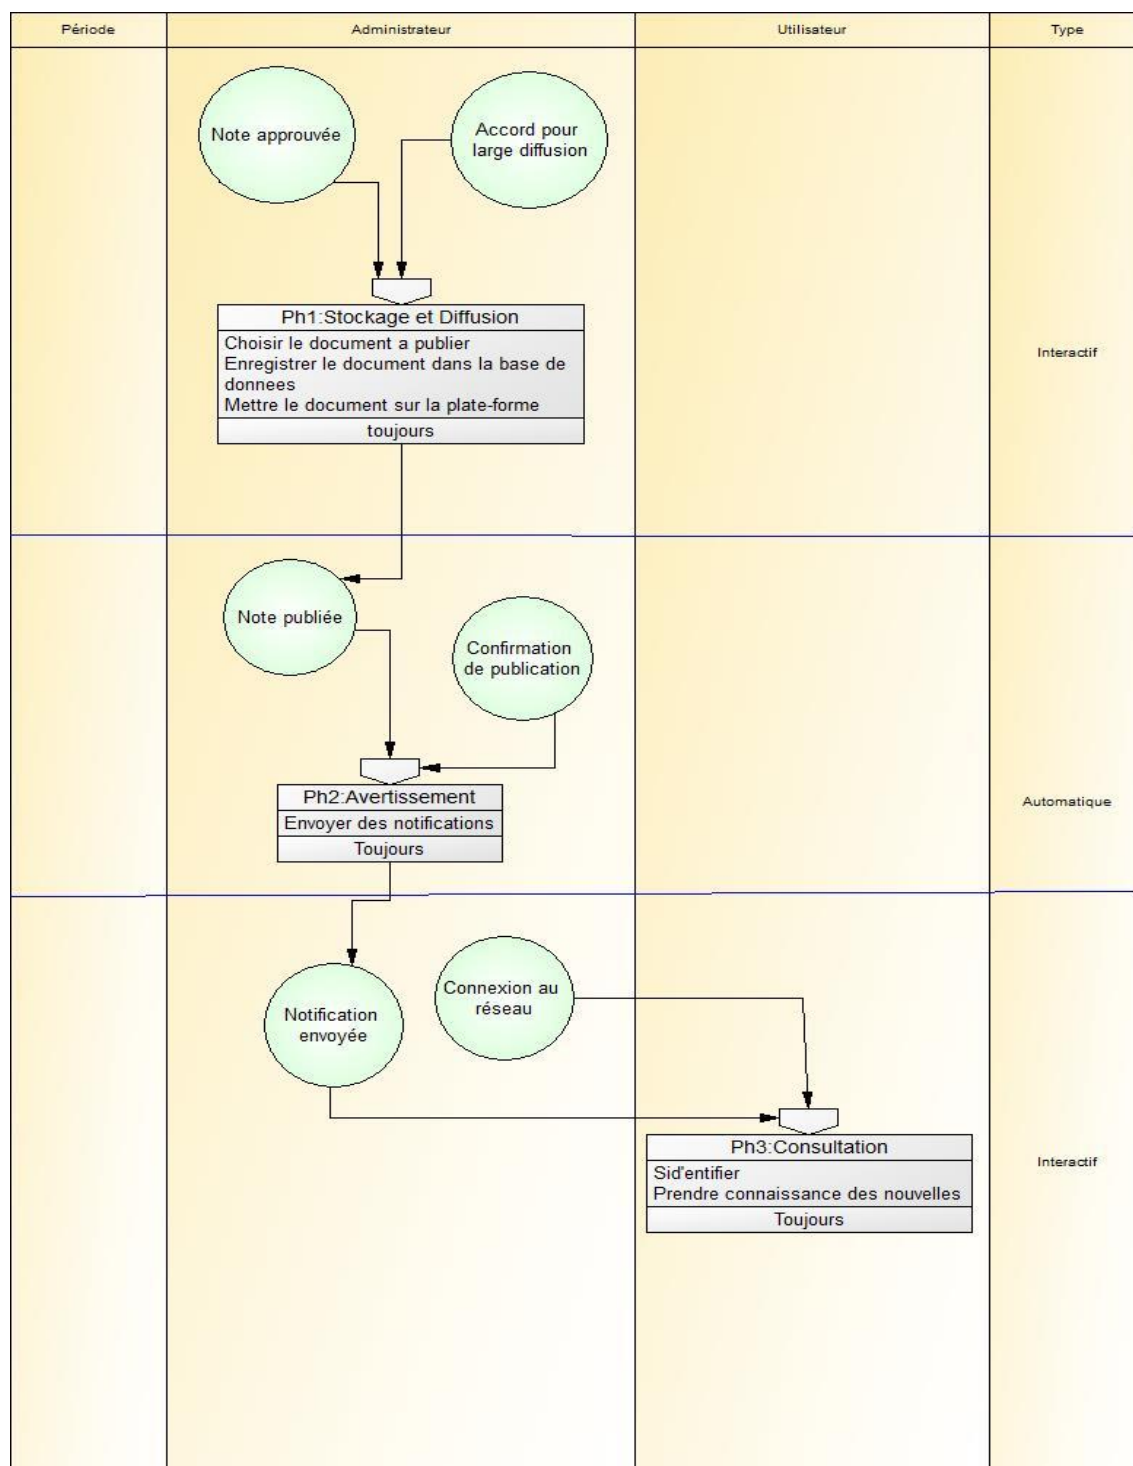 Période
Administrateur
Utilisateur
Type
Note approuvée
Accord pour
large diffusion
Ph1:Stockage et Diffusion
Choisir le document a publier
Enregistrer le document dans la base de
donnees
Mettre le document sur la plate-forme
toujours
Interactif
Note publiée
Confirmation
de publication
Ph2:Avertissement
Envoyer des notifications
Toujours
Automatique
Connexion au
réseau
Notification
envoyée
Ph3:Consultation
Sid'entifier
Prendre connaissance des nouvelles
Toujours
Interactif